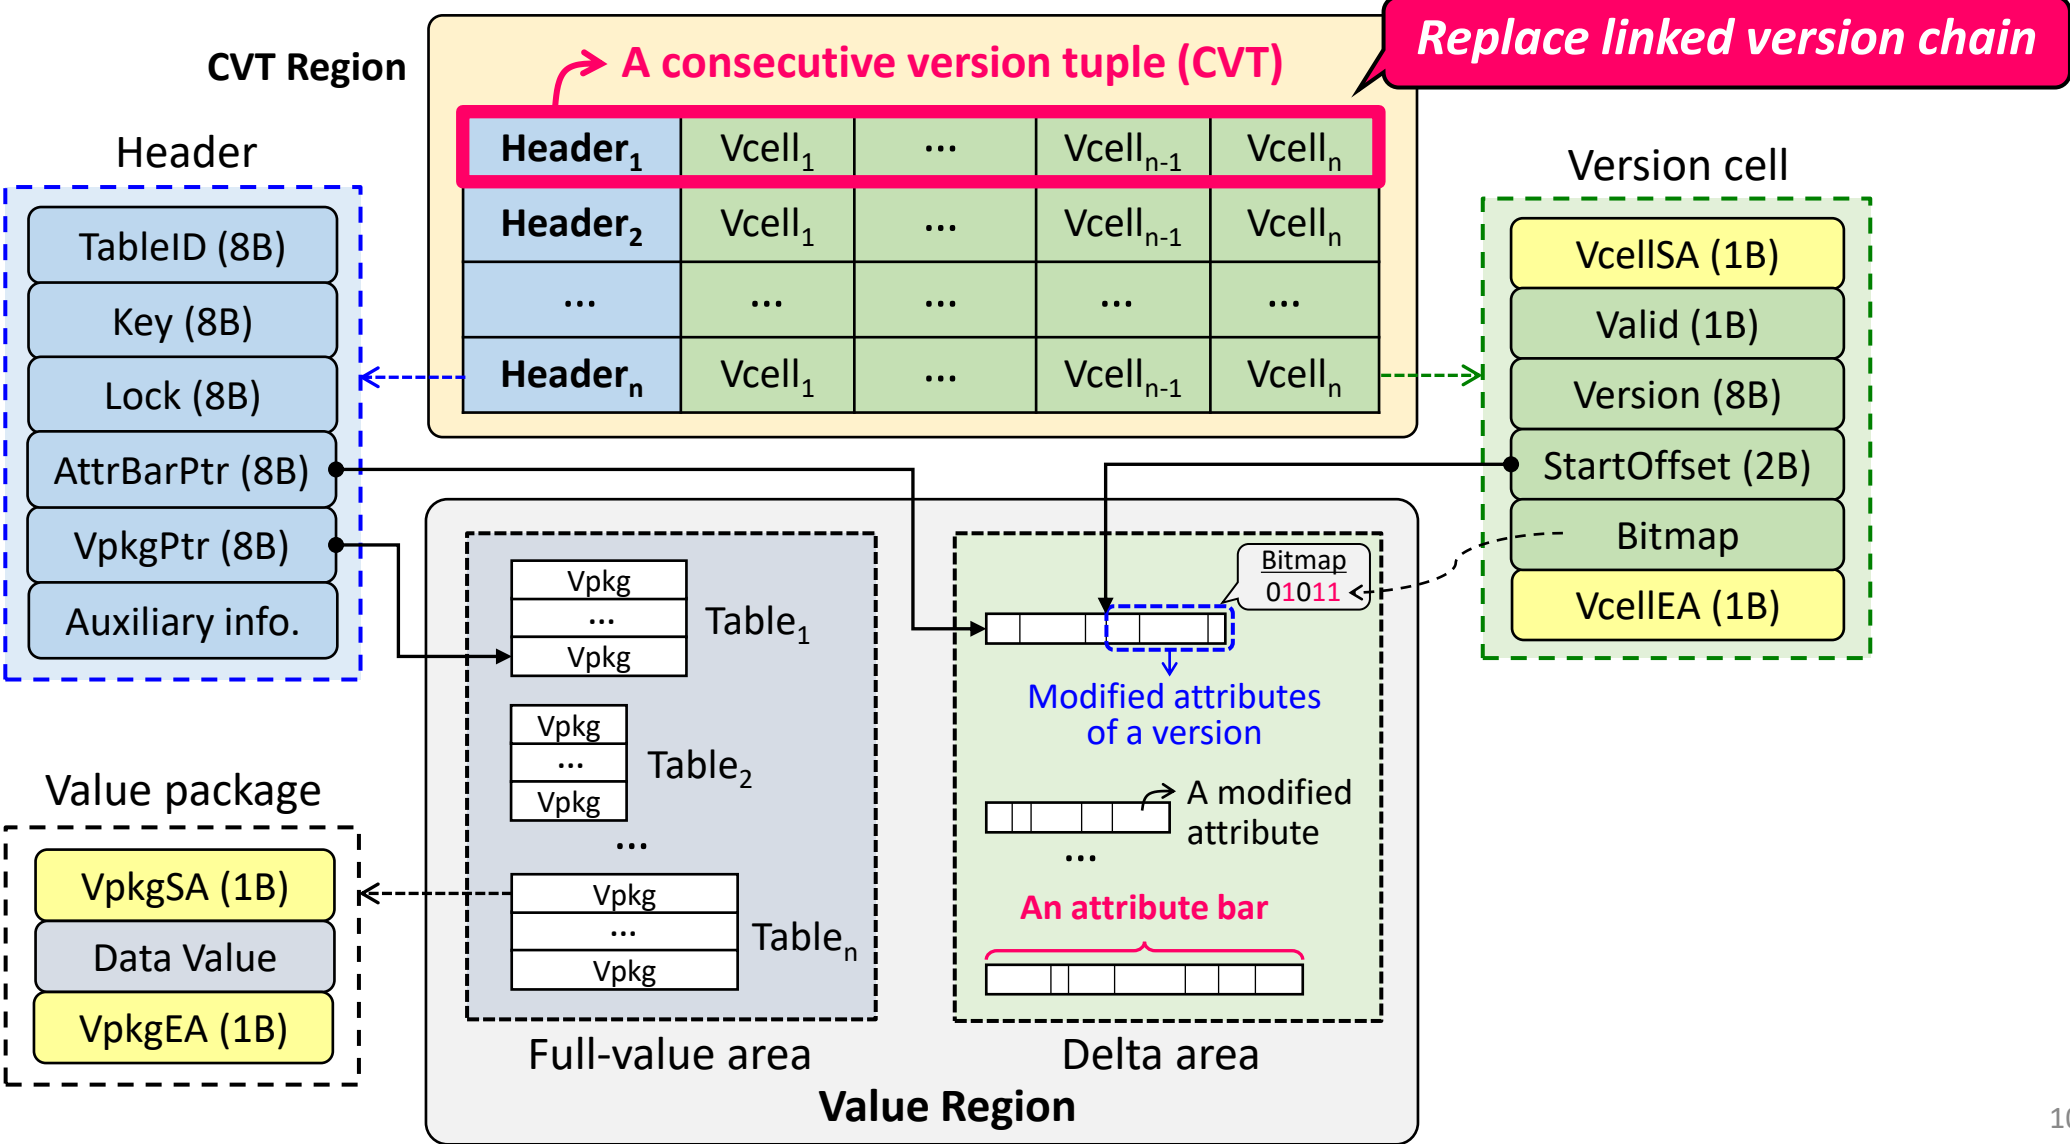 Replace linked version chain
CVT Region
A consecutive version tuple (CVT)
Header1 Vcell1 ... Vcelln-1 Vcelln
Header2 Vcell1 ... Vcelln-1 Vcelln
... ... ... ... ...
Headern Vcell1 ... Vcelln-1 Vcelln
Header
TableID (8B)
Key (8B)
Lock (8B)
AttrBarPtr (8B)
VpkgPtr (8B)
Auxiliary info.
Version cell
VcellSA (1B)
Valid (1B)
Version (8B)
StartOffset (2B)
Bitmap
VcellEA (1B)
Value package
VpkgSA (1B)
Data Value
VpkgEA (1B)
Vpkg
...
Vpkg
Table1
Vpkg
...
Vpkg
Table2
...
Vpkg
...
Vpkg
Tablen
Full-value area
Bitmap
01011
Modified attributes
of a version
A modified
attribute
...
An attribute bar
Delta area
Value Region